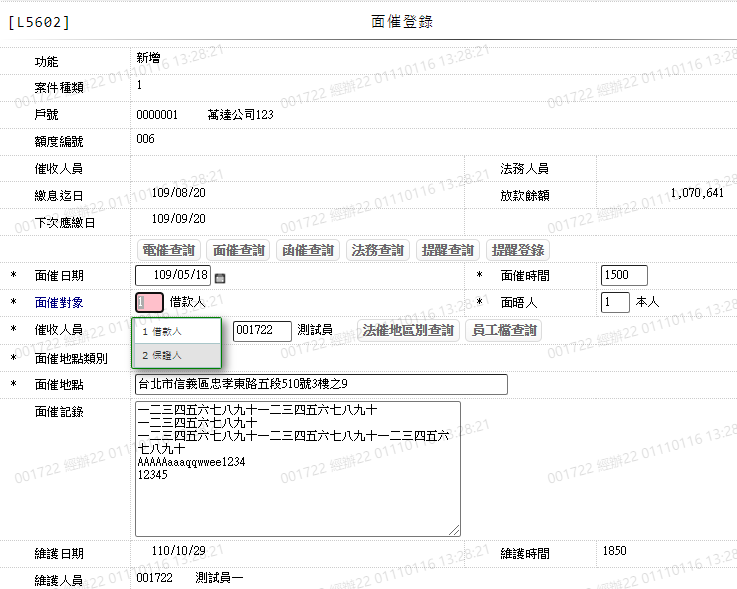 [L5602] 面催登錄
功能 新增
案件種類 1
戶號 0000001 萬達公司123
額度編號 006
催收人員 法務人員
繳息迄日 109/08/20 放款餘額 1,070,641
下次應繳日 109/09/20
電催查詢 面催查詢 函催查詢 法務查詢 提醒查詢 提醒登錄
* 面催日期 109/05/18 * 面催時間 1500
* 面催對象 1 借款人 * 面晤人 1 本人
* 催收人員 001722 測試員 法催地區別查詢 員工檔查詢
1 借款人
2 保證人
* 面催地點類別
* 面催地點 台北市信義區忠孝東路五段510號3樓之9
面催記錄 一二三四五六七八九十一二三四五六七八九十
一二三四五六七八九十
一二三四五六七八九十一二三四五六七八九十一二三四五六
七八九十
AAAAAaaaqqwwee1234
12345
維護日期 110/10/29 維護時間 1850
維護人員 001722 測試員一
001722 經辦22 01110116 13:28:21